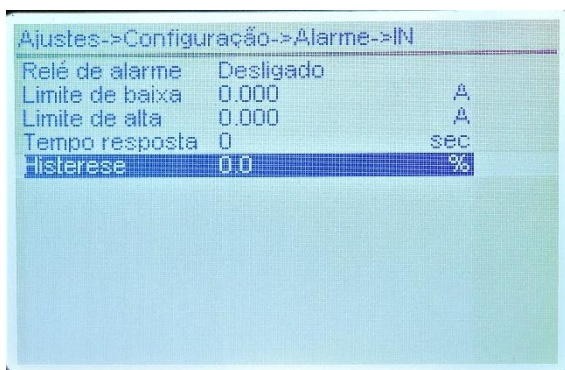 Ajustes->Configuração->Alarme->IN
Relé de alarme Desligado
Limite de baixa 0.000 A
Limite de alta 0.000 A
Tempo resposta 0 sec
Histerese 0.0 %